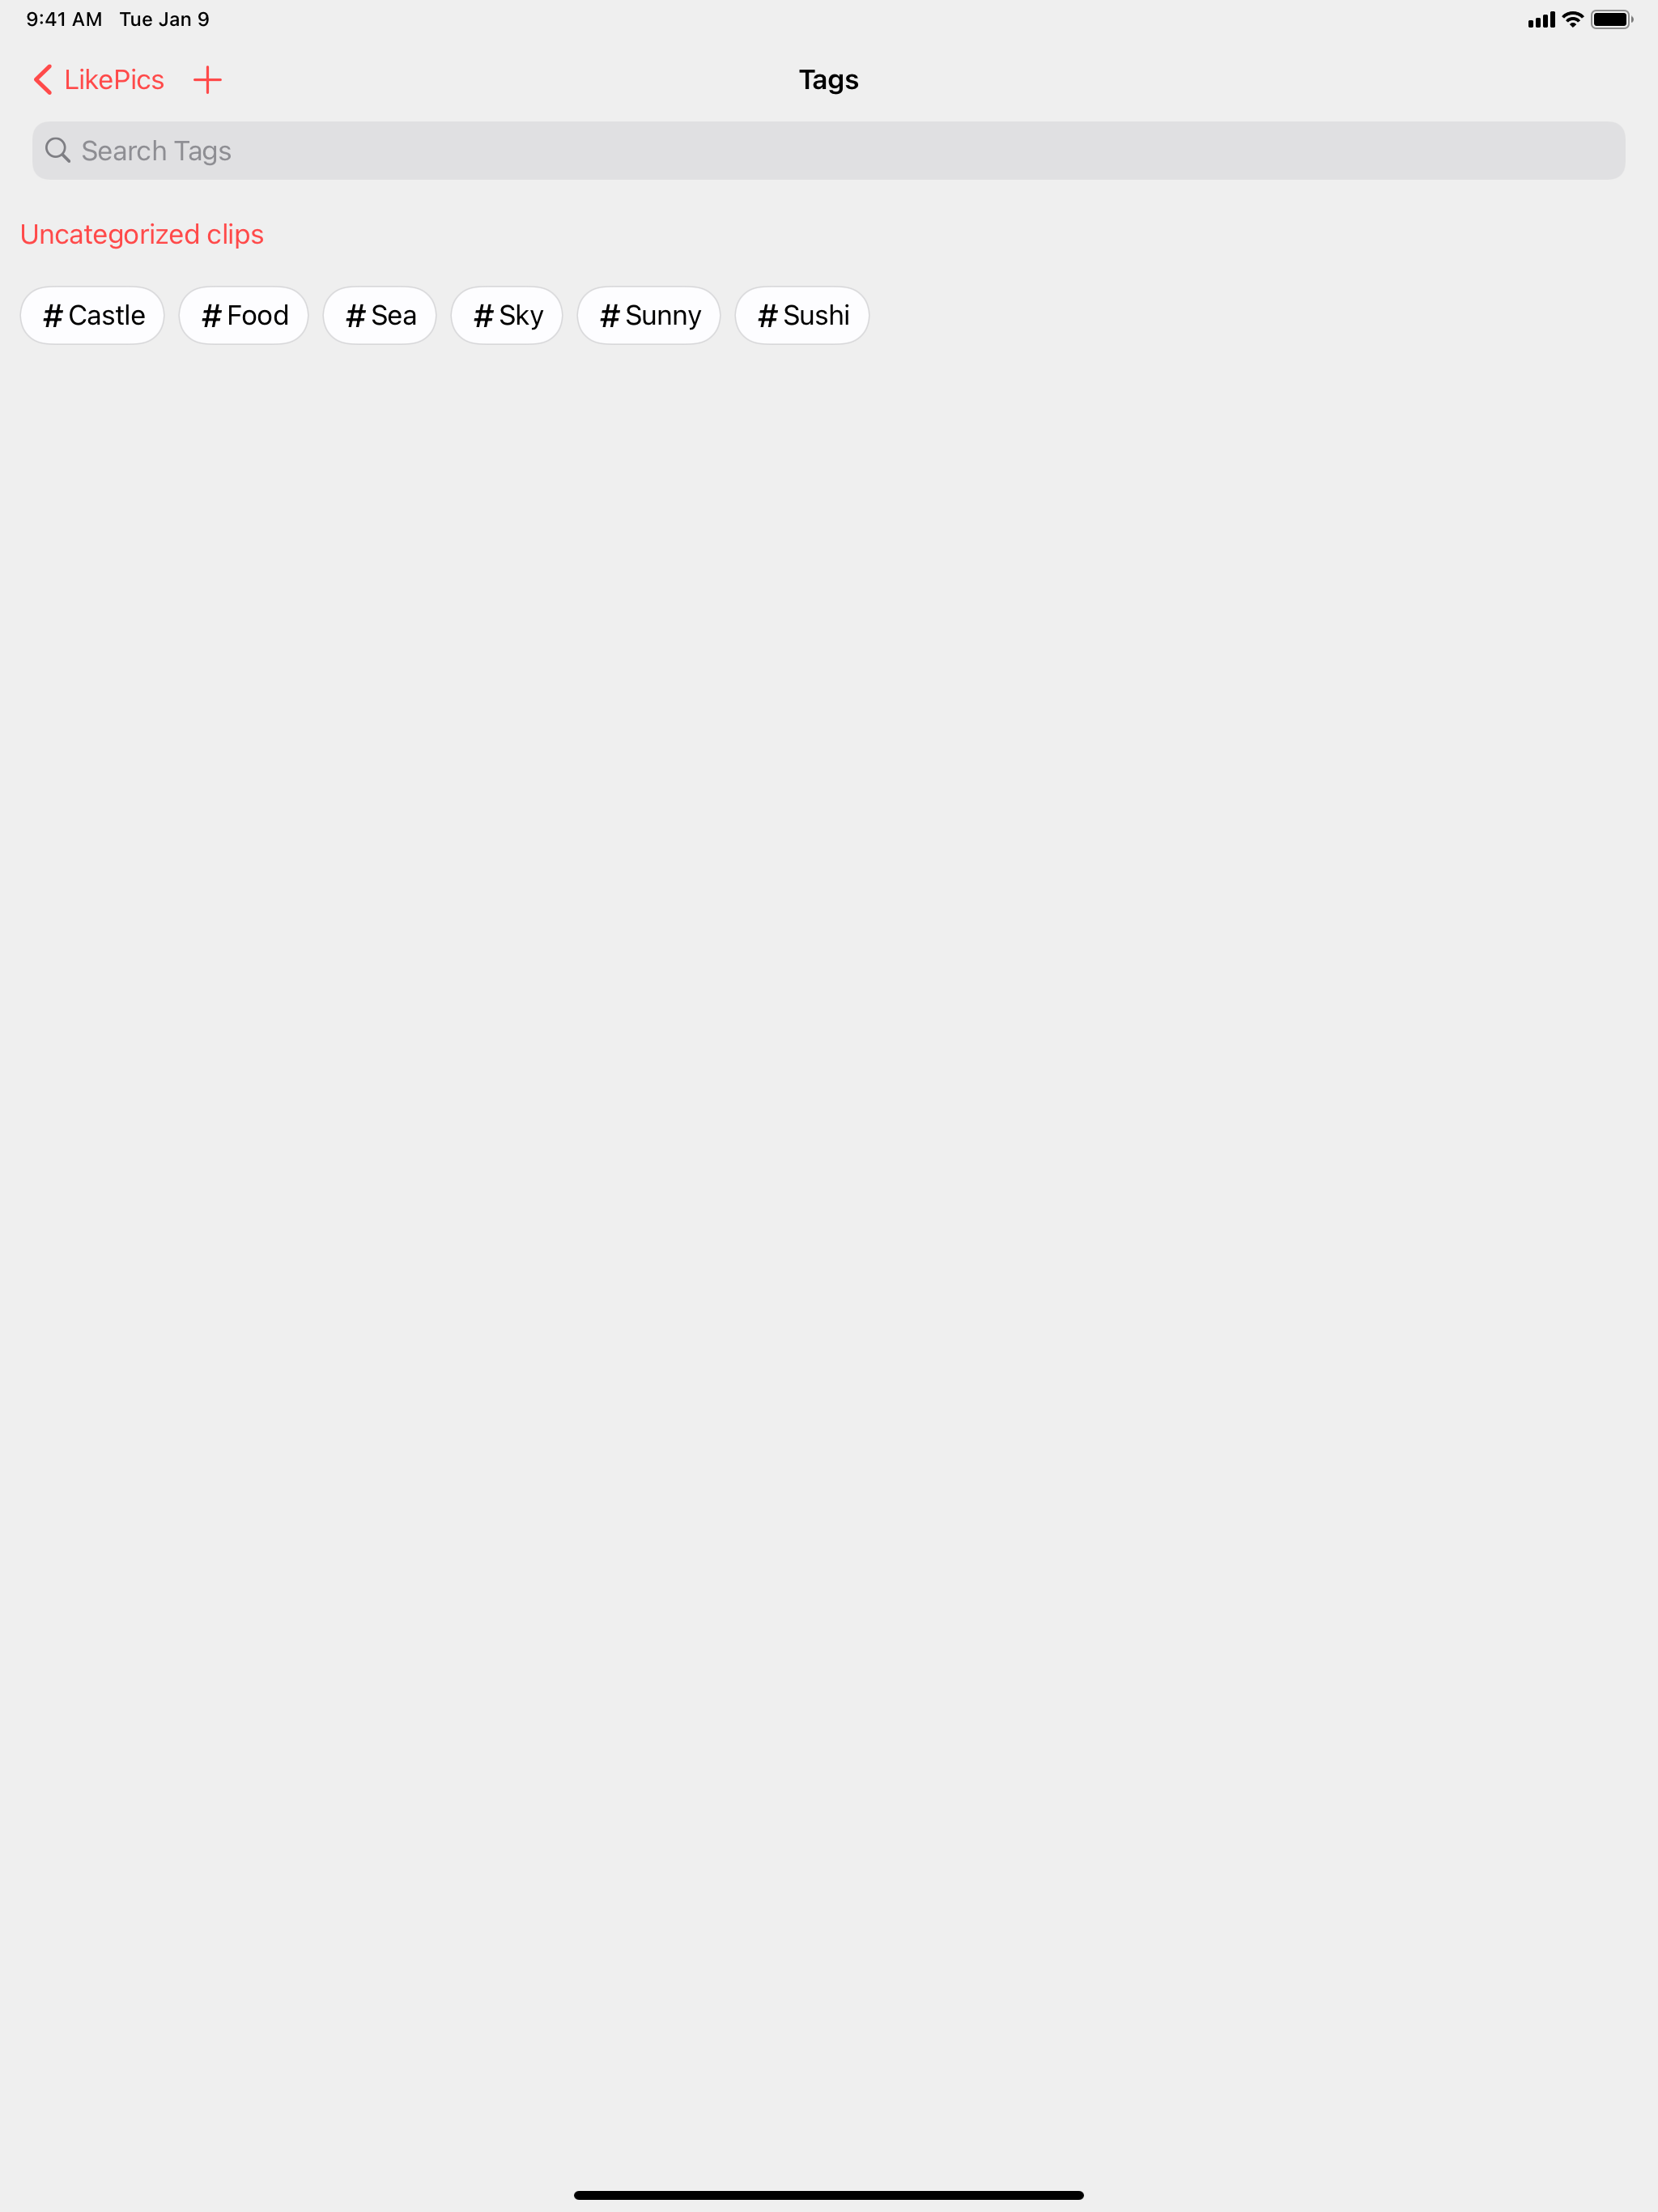 9:41 AM Tue Jan 9
LikePics Tags
Search Tags
Uncategorized clips
# Castle # Food # Sea # Sky # Sunny # Sushi